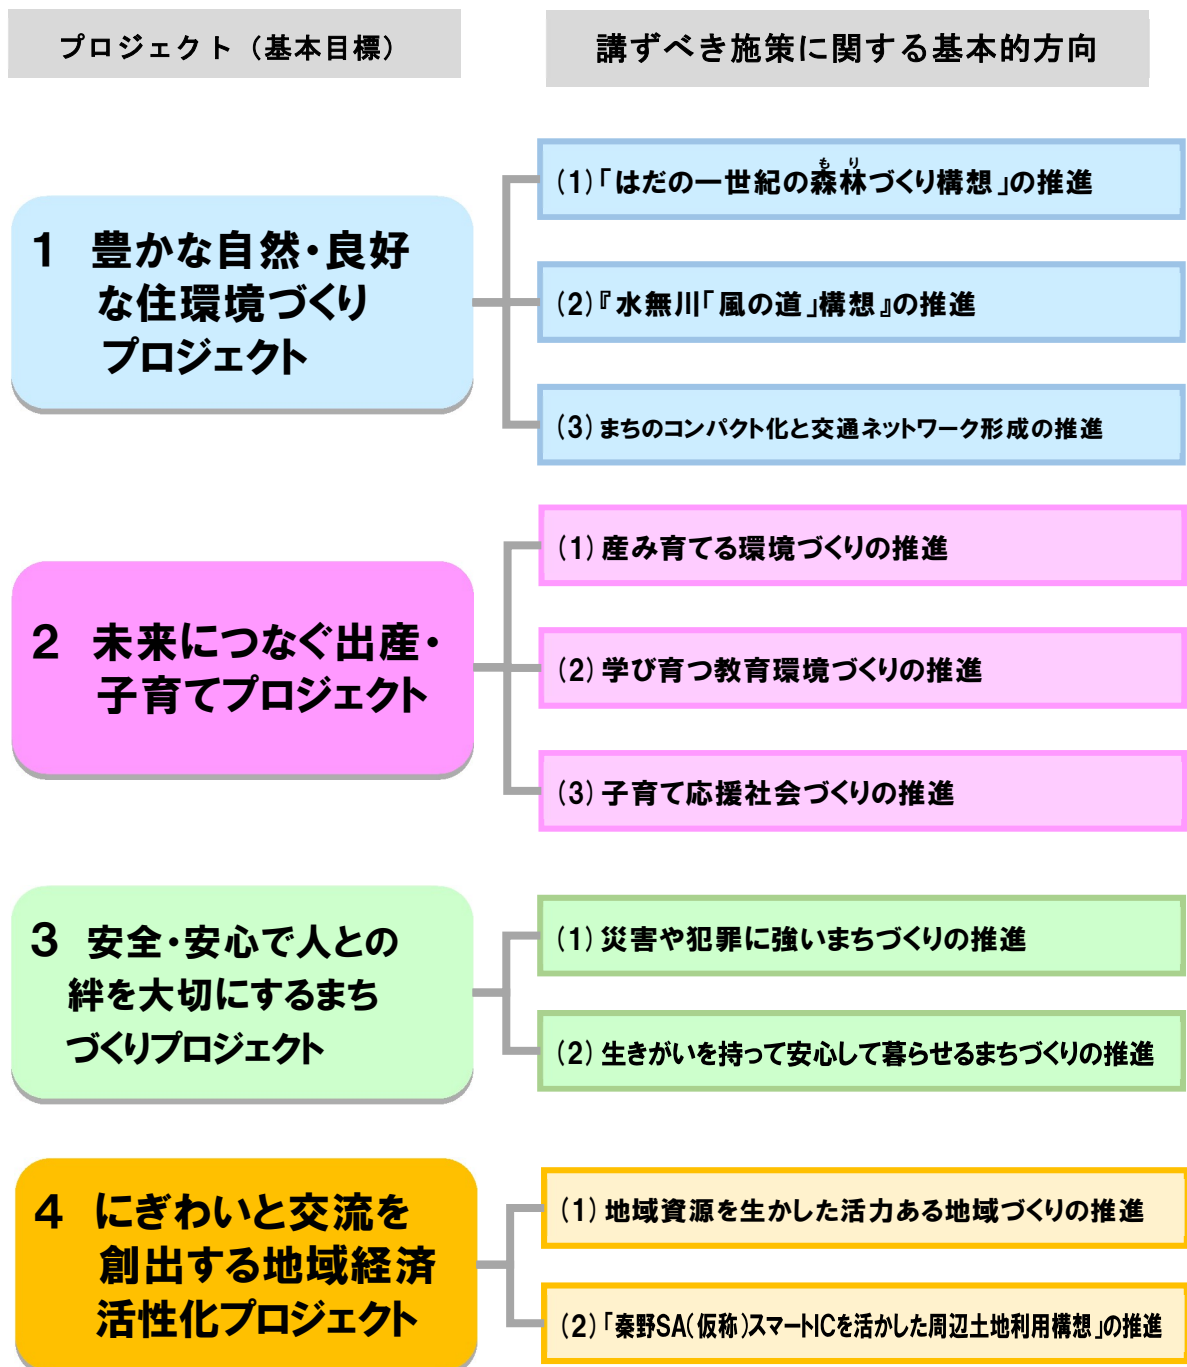 プロジェクト（基本目標）
講ずべき施策に関する基本的方向
1 豊かな自然・良好
な住環境づくり
プロジェクト
(1)「はだの一世紀の森林づくり構想」の推進
もり
(2)『水無川「風の道」構想』の推進
(3)まちのコンパクト化と交通ネットワーク形成の推進
2 未来につなぐ出産・
子育てプロジェクト
(1)産み育てる環境づくりの推進
(2)学び育つ教育環境づくりの推進
(3)子育て応援社会づくりの推進
3 安全・安心で人との
絆を大切にするまち
づくりプロジェクト
(1)災害や犯罪に強いまちづくりの推進
(2)生きがいを持って安心して暮らせるまちづくりの推進
4 にぎわいと交流を
創出する地域経済
活性化プロジェクト
(1)地域資源を生かした活力ある地域づくりの推進
(2)「秦野SA(仮称)スマートICを活かした周辺土地利用構想」の推進